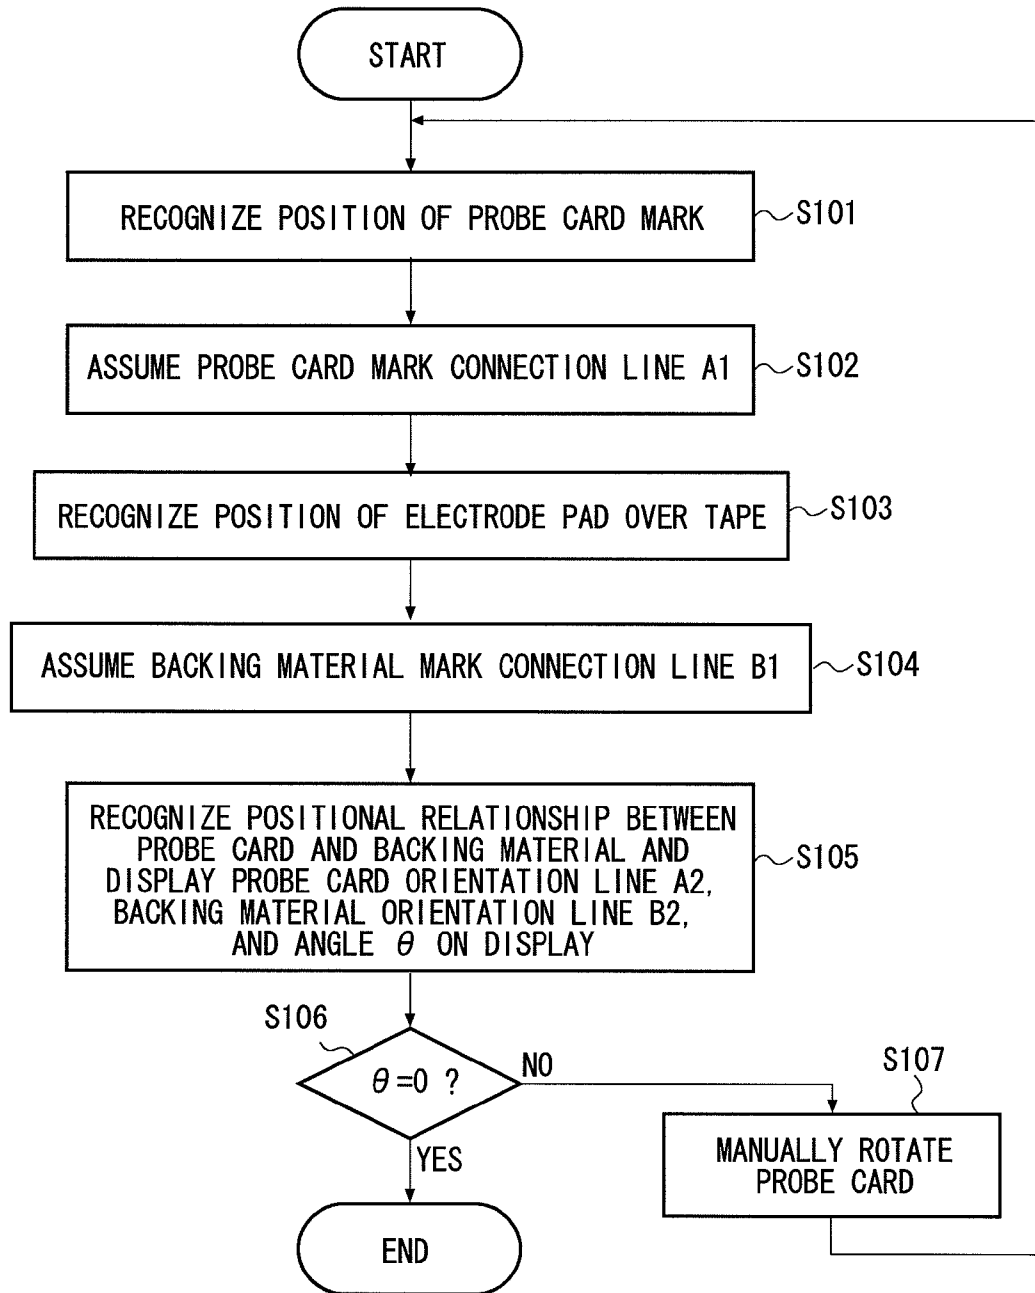 START
RECOGNIZE POSITION OF PROBE CARD MARK
S101
ASSUME PROBE CARD MARK CONNECTION LINE A1
S102
RECOGNIZE POSITION OF ELECTRODE PAD OVER TAPE
S103
ASSUME BACKING MATERIAL MARK CONNECTION LINE B1
S104
RECOGNIZE POSITIONAL RELATIONSHIP BETWEEN
PROBE CARD AND BACKING MATERIAL AND
DISPLAY PROBE CARD ORIENTATION LINE A2,
BACKING MATERIAL ORIENTATION LINE B2,
AND ANGLE θ ON DISPLAY
S105
S106
θ=0 ?
NO
YES
S107
MANUALLY ROTATE
PROBE CARD
END